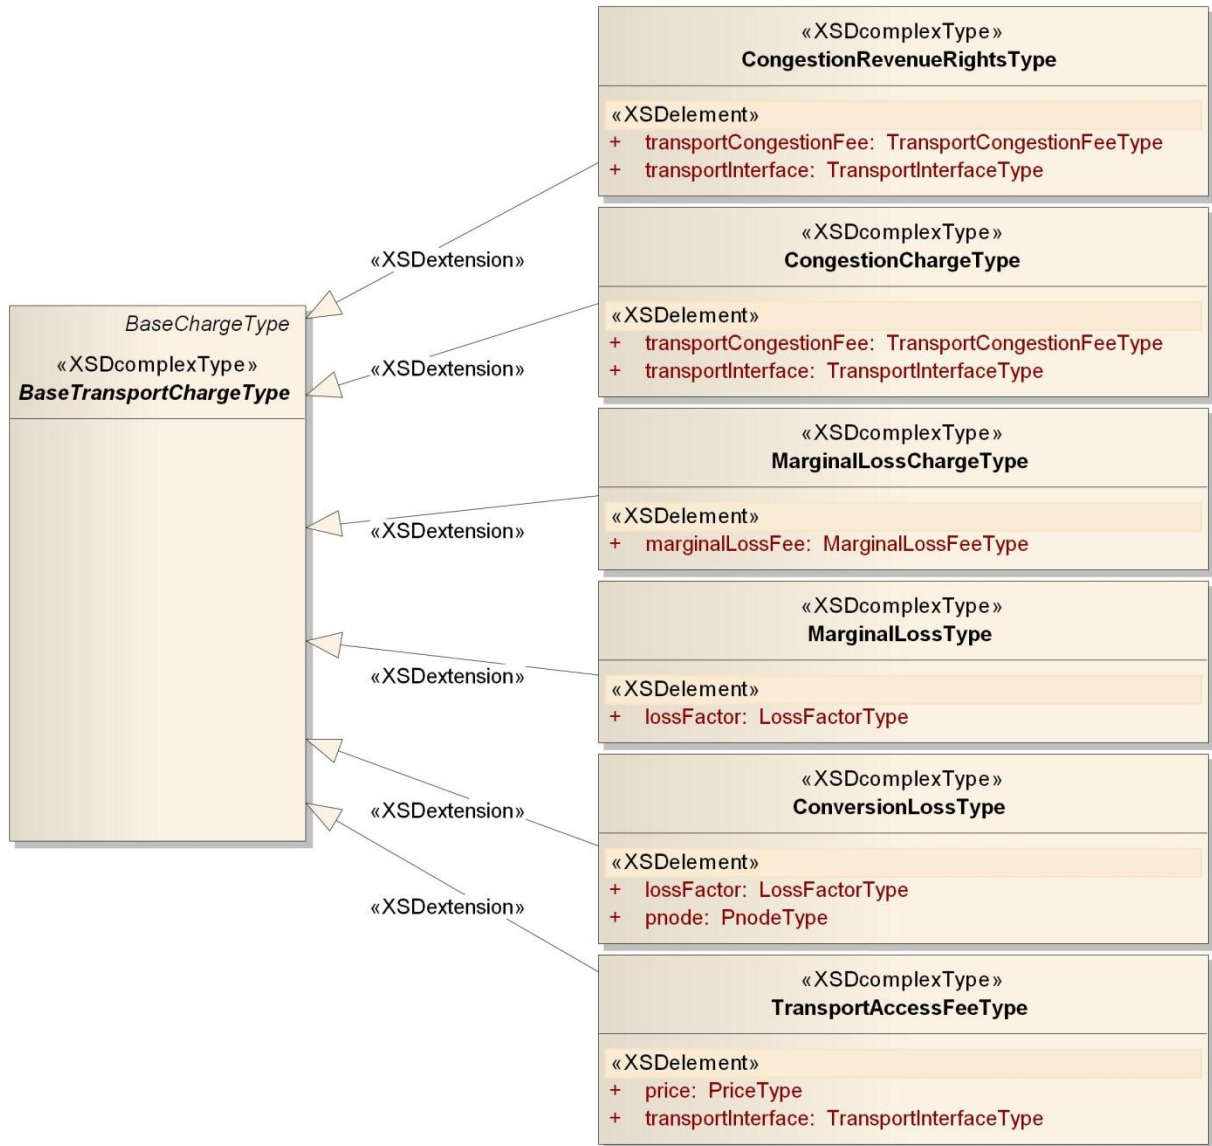 «XSDcomplexType»
CongestionRevenueRightsType
«XSDelement»
+ transportCongestionFee: TransportCongestionFeeType
+ transportInterface: TransportInterfaceType
«XSDcomplexType»
CongestionChargeType
«XSDelement»
+ transportCongestionFee: TransportCongestionFeeType
+ transportInterface: TransportInterfaceType
«XSDcomplexType»
MarginalLossChargeType
«XSDelement»
+ marginalLossFee: MarginalLossFeeType
«XSDcomplexType»
MarginalLossType
«XSDelement»
+ lossFactor: LossFactorType
«XSDcomplexType»
ConversionLossType
«XSDelement»
+ lossFactor: LossFactorType
+ pnode: PnodeType
«XSDcomplexType»
TransportAccessFeeType
«XSDelement»
+ price: PriceType
+ transportInterface: TransportInterfaceType
«XSDextension»
«XSDextension»
«XSDextension»
«XSDextension»
«XSDextension»
«XSDextension»
BaseChargeType
«XSDcomplexType»
BaseTransportChargeType